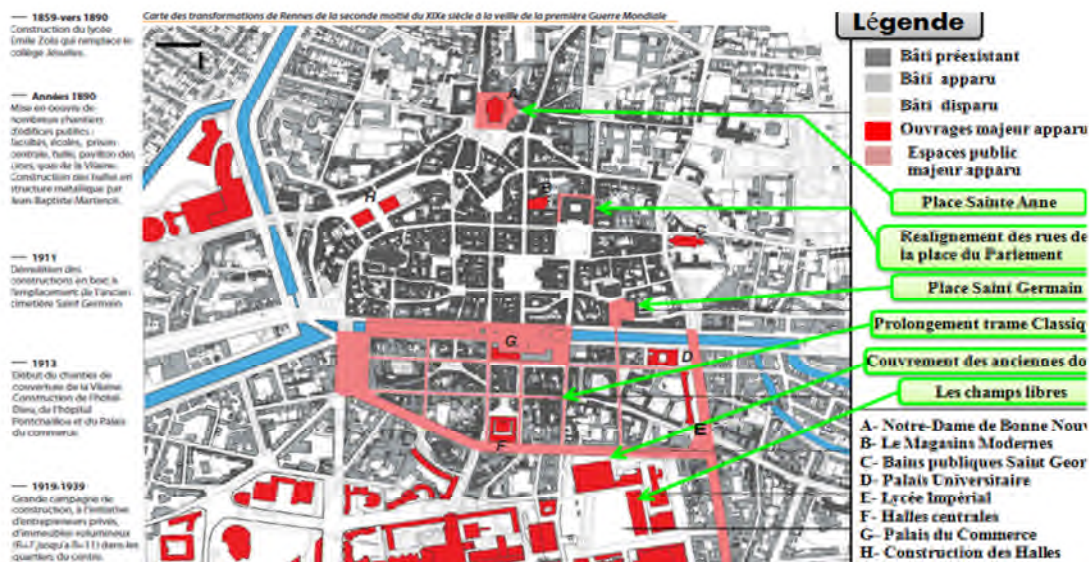 Carte des transformations de Rennes de la seconde moitié du XIXe siècle à la veille de la première Guerre Mondiale
— 1859-vers 1890
Construction du lycée
Emile Zola qui remplace le
collège Jésuites.
— Années 1890
Mise en oeuvre de
nombreux chantiers
d'édifices publics :
facultés, écoles, prison
centrale, halle, pavillon des
quais de la Vilaine.
Construction des halles en
structure métallique par
Jean-Baptiste Martenot.
— 1911
Démolition des
constructions en bois à
l'emplacement de l'ancien
cimetière Saint Germain
— 1913
Début du chantier de
couverture de la Vilaine.
Construction de l'hôtel-
Dieu, de l'hôpital
Pontchaillou et du Palais
du commerce.
— 1919-1939
Grande campagne de
construction, à l'initiative
d'entrepreneurs privés,
d'immeubles volumineux
dans les
quartiers du centre.
A
B
C
H
G
D
E
F
Légende
Bâti préexistant
Bâti apparu
Bâti disparu
Ouvrages majeur apparu
Espaces public
majeur apparu
Place Sainte Anne
Réalignement des rues de
la place du Parlement
Place Saint Germain
Prolongement trame Classiq
Couvrement des anciennes do
Les champs libres
A- Notre-Dame de Bonne Nouv
B- Le Magasins Modernes
C- Bains publiques Saint Geor
D- Palais Universitaire
E- Lycée Impérial
F- Halles centrales
G- Palais du Commerce
H- Construction des Halles